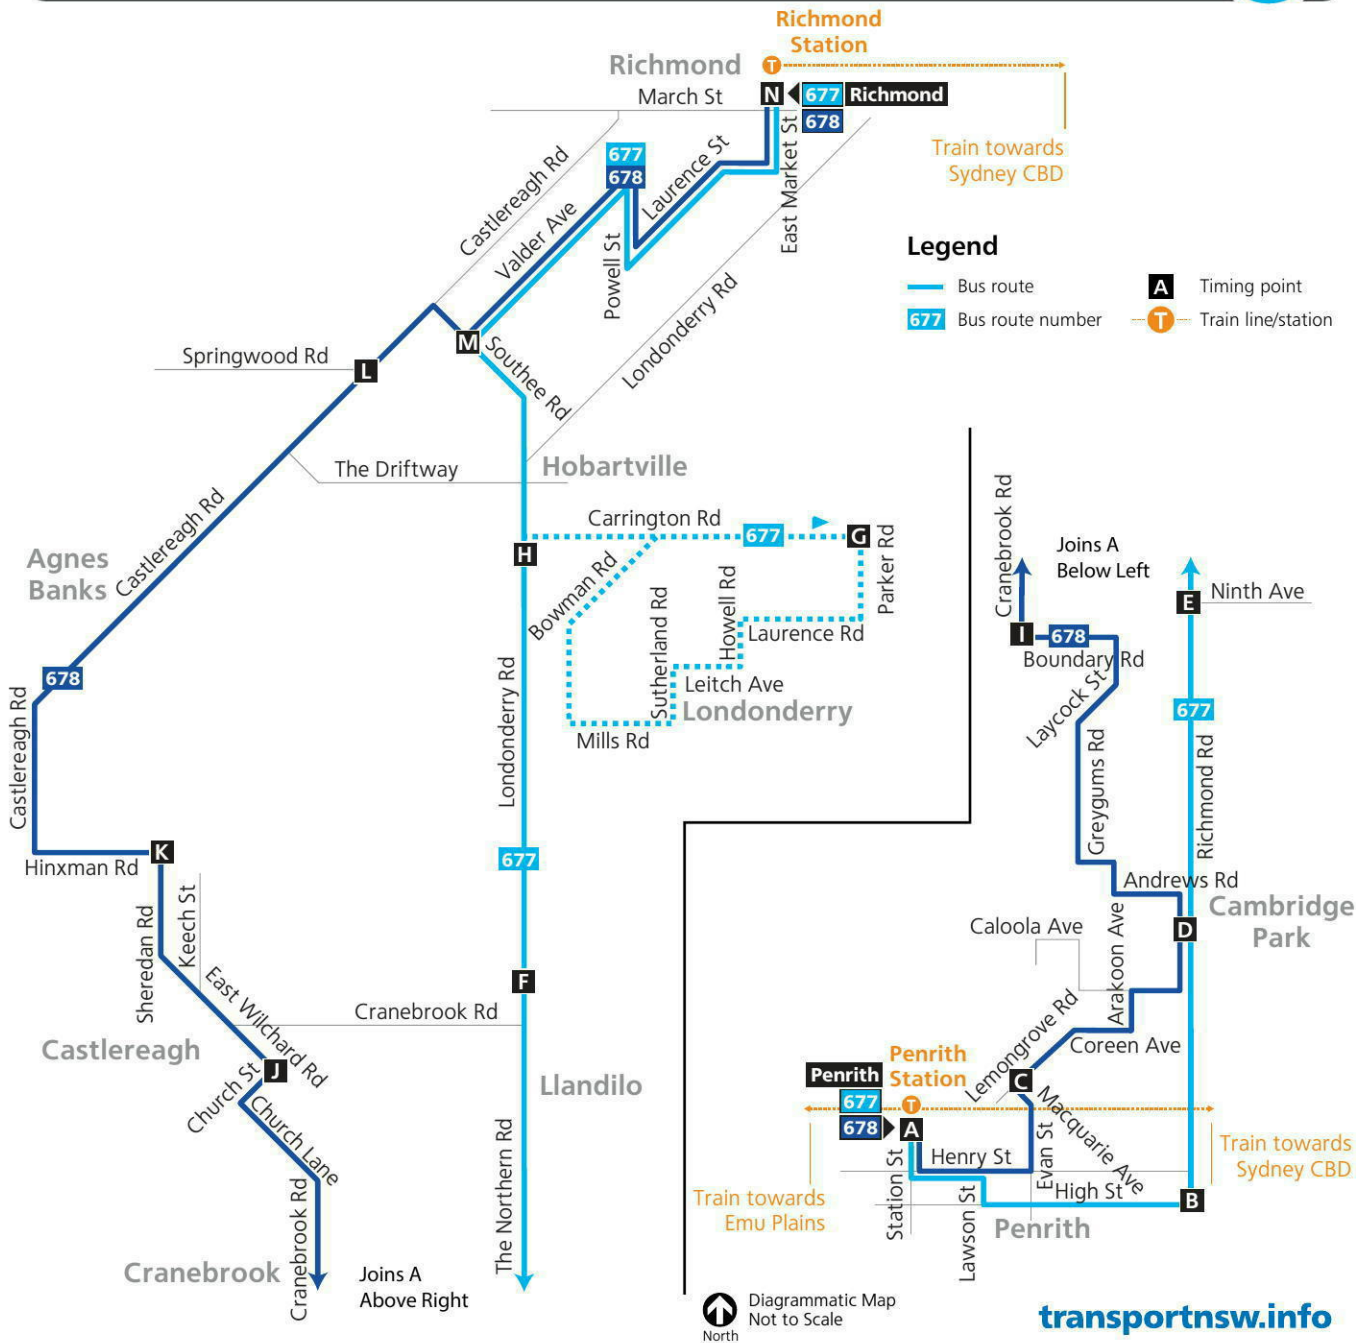 Richmond
Station
T
Richmond
March St
N
677
Richmond
678
Train towards
Sydney CBD
Castlereagh Rd
677
678
Laurence St
East Market St
Valder Ave
Powell St
Londonderry Rd
Legend
Bus route
A
Timing point
677
Bus route number
T
Train line/station
M
Southee Rd
Springwood Rd
L
The Driftway
Hobartville
Castlereagh Rd
Agnes
Banks
Carrington Rd
677
G
H
Parker Rd
Bowman Rd
Sutherland Rd
Howell Rd
Laurence Rd
Leitch Ave
Londonderry
Mills Rd
Londonderry Rd
678
Castlereagh Rd
677
Hinxman Rd
K
Sheredan Rd
Keech St
East Wilchard Rd
F
Cranebrook Rd
Castlereagh
J
Church St
Church Lane
Llandilo
Cranebrook Rd
The Northern Rd
Cranebrook
Joins A
Above Right
Cranebrook Rd
Joins A
Below Left
E
Ninth Ave
I
678
Boundary Rd
Laycock St
677
Greygums Rd
Richmond Rd
Andrews Rd
Cambridge
Park
Caloola Ave
Arakoon Ave
D
Lemongrove Rd
Coreen Ave
Penrith
Station
Penrith
677
T
678
A
C
Macquarie Ave
Henry St
Evan St
Train towards
Sydney CBD
Train towards
Emu Plains
Station St
Lawson St
High St
B
Penrith
North
Diagrammatic Map
Not to Scale
transportnsw.info